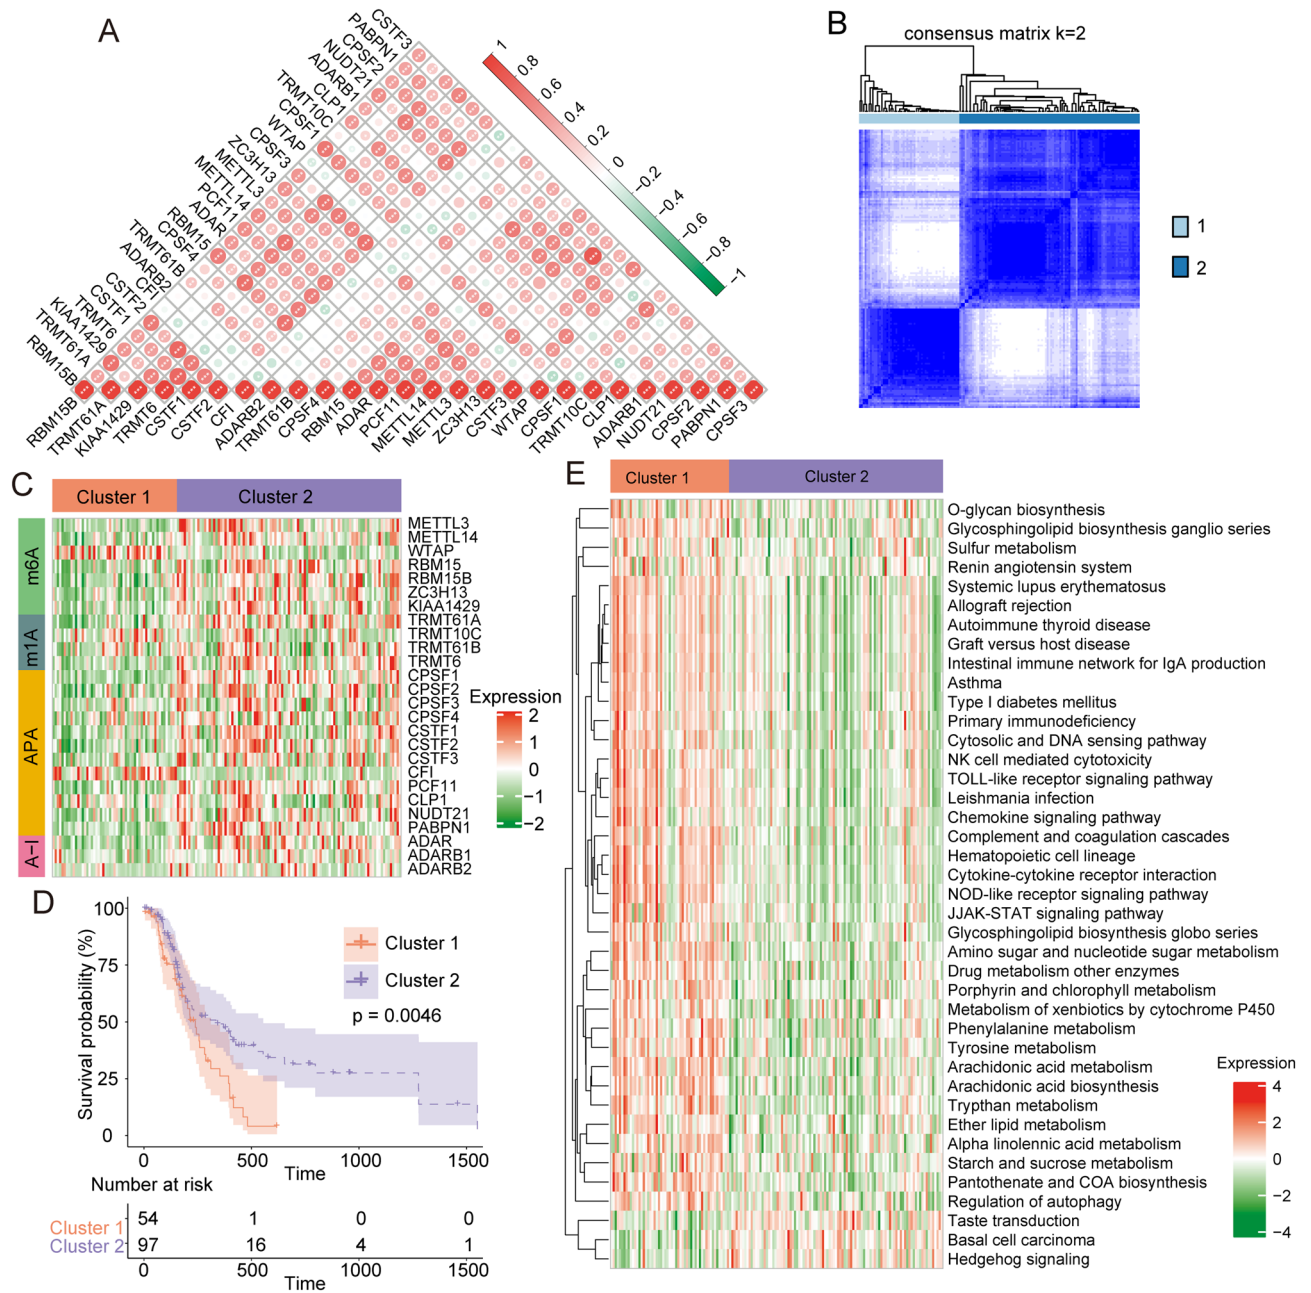 A
CSTF3
PABPN1
CPSF2
NUDT21
ADARB1
CLP1
TRMT10C
CPSF1
WTAP
CPSF3
ZC3H13
METTL3
METTL14
PCF11
ADAR
RBM15
CPSF4
TRMT61B
ADARB2
CFI
CSTF2
CSTF1
TRMT6
KIAA1429
TRMT61A
RBM15B
1
0.8
0.6
0.4
0.2
0
−0.2
−0.4
−0.6
−0.8
−1
RBM15B
TRMT61A
KIAA1429
TRMT6
CSTF1
CSTF2
CFI
ADARB2
TRMT61B
CPSF4
RBM15
ADAR
PCF11
METTL14
METTL3
ZC3H13
CSTF3
WTAP
CPSF1
TRMT10C
CLP1
ADARB1
NUDT21
CPSF2
PABPN1
CPSF3
B
consensus matrix k=2
1
2
C
Cluster 1
Cluster 2
m6A
m1A
APA
A−I
METTL3
METTL14
WTAP
RBM15
RBM15B
ZC3H13
KIAA1429
TRMT61A
TRMT10C
TRMT61B
TRMT6
CPSF1
CPSF2
CPSF3
CPSF4
CSTF1
CSTF2
CSTF3
CFI
PCF11
CLP1
NUDT21
PABPN1
ADAR
ADARB1
ADARB2
Expression
2
1
0
−1
−2
D
Survival probability (%)
100
75
50
25
0
Cluster 1
Cluster 2
p = 0.0046
0
500
1000
1500
Time
Number at risk
Cluster 1
54
1
0
0
Cluster 2
97
16
4
1
0
500
1000
1500
Time
E
Cluster 1
Cluster 2
O-glycan biosynthesis
Glycosphingolipid biosynthesis ganglio series
Sulfur metabolism
Renin angiotensin system
Systemic lupus erythematosus
Allograft rejection
Autoimmune thyroid disease
Graft versus host disease
Intestinal immune network for IgA production
Asthma
Type I diabetes mellitus
Primary immunodeficiency
Cytosolic and DNA sensing pathway
NK cell mediated cytotoxicity
TOLL-like receptor signaling pathway
Leishmania infection
Chemokine signaling pathway
Complement and coagulation cascades
Hematopoietic cell lineage
Cytokine-cytokine receptor interaction
NOD-like receptor signaling pathway
JJAK-STAT signaling pathway
Glycosphingolipid biosynthesis globo series
Amino sugar and nucleotide sugar metabolism
Drug metabolism other enzymes
Porphyrin and chlorophyll metabolism
Metabolism of xenbiotics by cytochrome P450
Phenylalanine metabolism
Tyrosine metabolism
Arachidonic acid metabolism
Arachidonic acid biosynthesis
Trypthan metabolism
Ether lipid metabolism
Alpha linolennic acid metabolism
Starch and sucrose metabolism
Pantothenate and COA biosynthesis
Regulation of autophagy
Taste transduction
Basal cell carcinoma
Hedgehog signaling
Expression
4
2
0
−2
−4